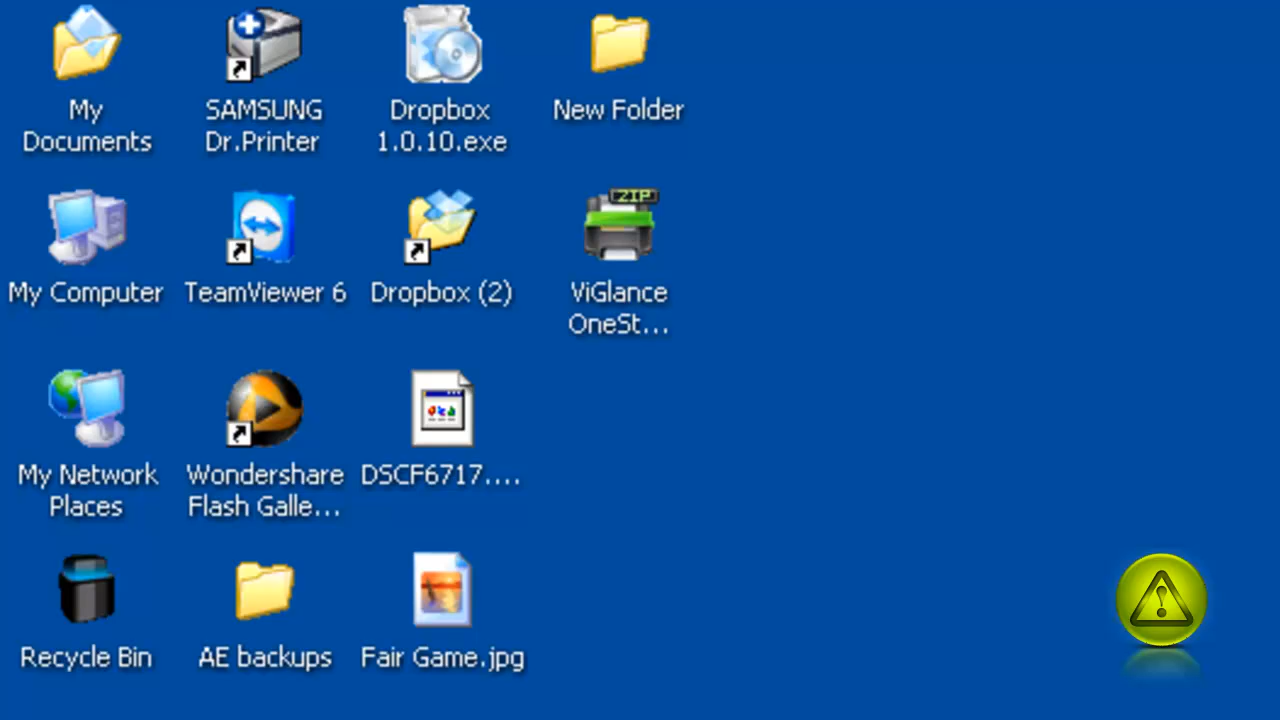 My
Documents
SAMSUNG
Dr.Printer
Dropbox
1.0.10.exe
New Folder
ZIP
My Computer
TeamViewer 6
Dropbox (2)
ViGlance
OneSt...
My Network
Places
Wondershare
Flash Galle...
DSCF6717....
Recycle Bin
AE backups
Fair Game.jpg